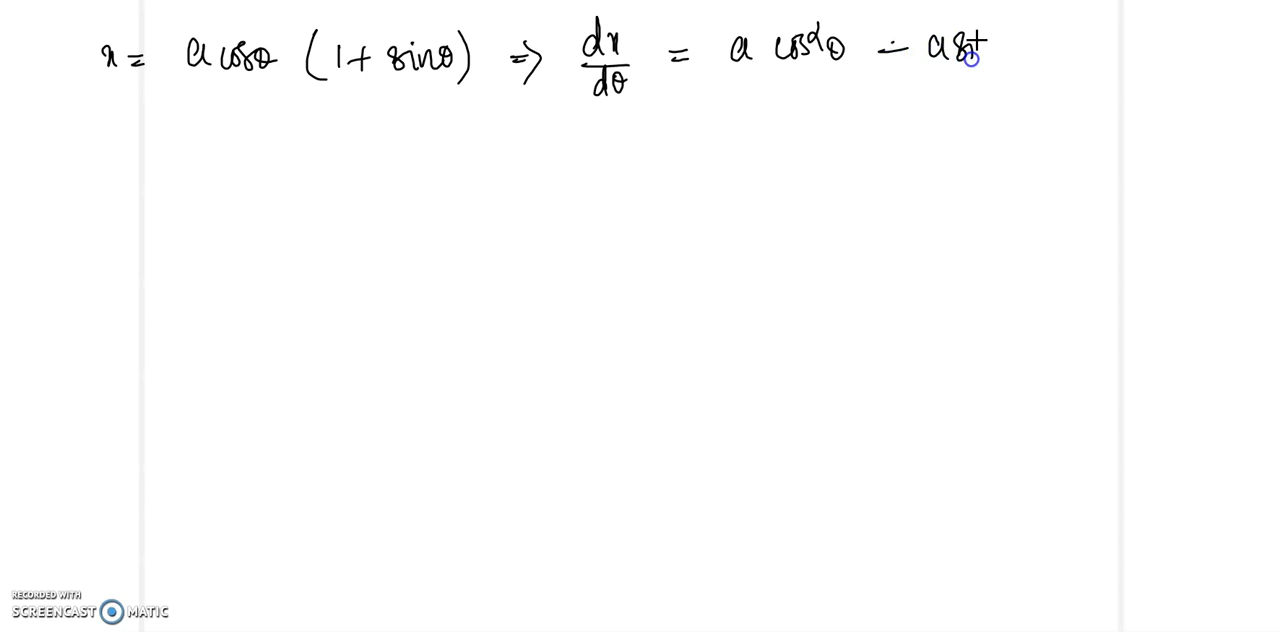 x = a cosθ (1 + sinθ) ⇒ dx/dθ = a cos²θ - a s
RECORDED WITH
SCREENCAST MATIC